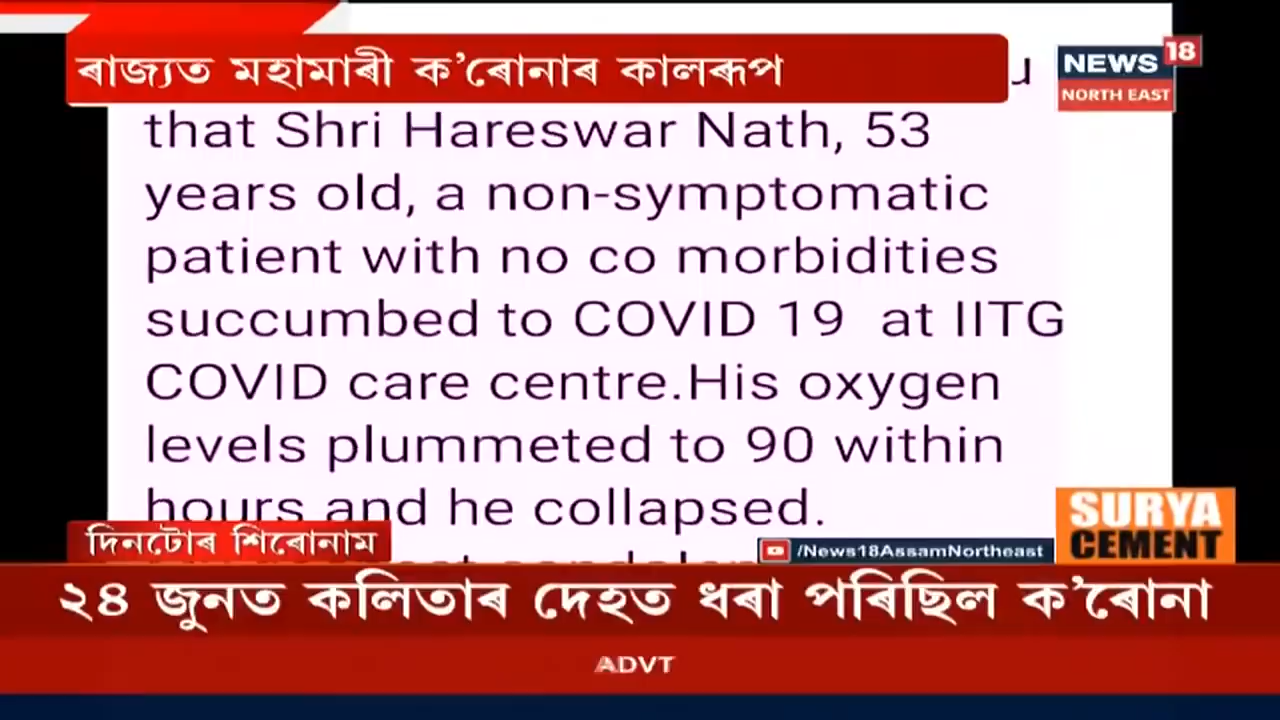 ৰাজ্যত মহামাৰী ক'ৰোনাৰ কালৰূপ
NEWS 18
NORTH EAST
that Shri Hareswar Nath, 53
years old, a non-symptomatic
patient with no co morbidities
succumbed to COVID 19 at IITG
COVID care centre.His oxygen
levels plummeted to 90 within
hours and he collapsed.
দিনটোৰ শিৰোনাম
/News18AssamNortheast
SURYA
CEMENT
২৪ জুনত কলিতাৰ দেহত ধৰা পৰিছিল ক'ৰোনা
ADVT